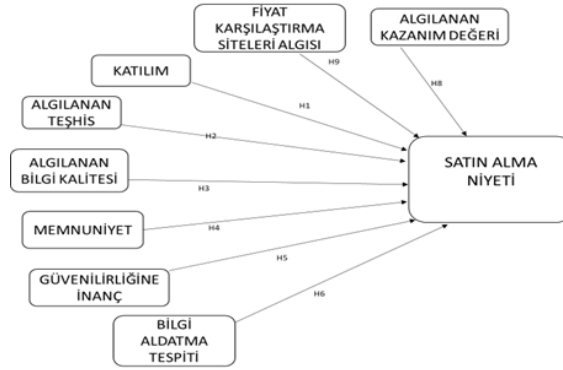 FİYAT
KARŞILAŞTIRMA
SİTELERİ ALGISI
ALGILANAN
KAZANIM DEĞERİ
H9
H8
KATILIM
H1
ALGILANAN
TEŞHİS
H2
SATIN ALMA
NİYETİ
ALGILANAN
BİLGİ KALİTESİ
H3
MEMNUNİYET
H4
GÜVENİLİRLİĞİNE
İNANÇ
H5
H6
BİLGİ
ALDATMA
TESPİTİ